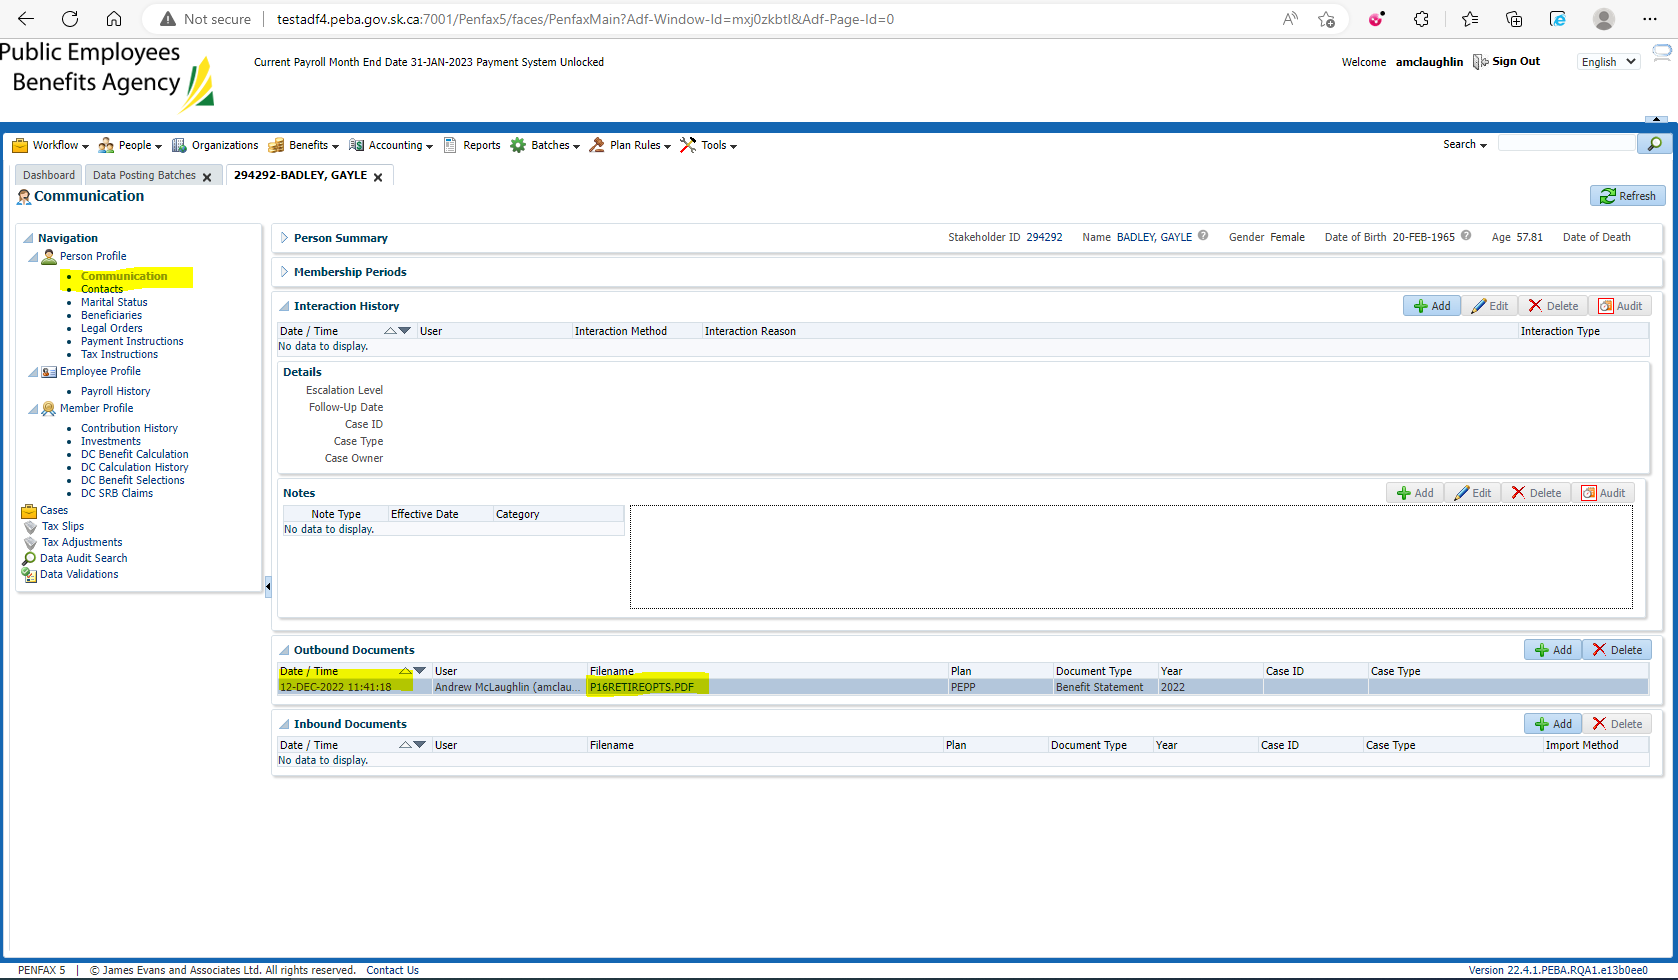 Not secure | testadf4.peba.gov.sk.ca:7001/Penfax5/faces/PenfaxMain?Adf-Window-Id=mxj0zkbtl&Adf-Page-Id=0
Public Employees
Benefits Agency
Current Payroll Month End Date 31-JAN-2023 Payment System Unlocked
Welcome amclaughlin Sign Out English
Workflow People Organizations Benefits Accounting Reports Batches Plan Rules Tools Search
Dashboard Data Posting Batches 294292-BADLEY, GAYLE
Communication
Refresh
Navigation
Person Profile
Communication
Contacts
Marital Status
Beneficiaries
Legal Orders
Payment Instructions
Tax Instructions
Employee Profile
Payroll History
Member Profile
Contribution History
Investments
DC Benefit Calculation
DC Calculation History
DC Benefit Selections
DC SRB Claims
Cases
Tax Slips
Tax Adjustments
Data Audit Search
Data Validations
Person Summary Stakeholder ID 294292 Name BADLEY, GAYLE Gender Female Date of Birth 20-FEB-1965 Age 57.81 Date of Death
Membership Periods
Interaction History Add Edit Delete Audit
Date / Time User Interaction Method Interaction Reason Interaction Type
No data to display.
Details
Escalation Level
Follow-Up Date
Case ID
Case Type
Case Owner
Notes Add Edit Delete Audit
Note Type Effective Date Category
No data to display.
Outbound Documents Add Delete
Date / Time User Filename Plan Document Type Year Case ID Case Type
12-DEC-2022 11:41:18 Andrew McLaughlin (amclau... P16RETIREOPTS.PDF PEPP Benefit Statement 2022
Inbound Documents Add Delete
Date / Time User Filename Plan Document Type Year Case ID Case Type Import Method
No data to display.
PENFAX 5 | © James Evans and Associates Ltd. All rights reserved. Contact Us Version 22.4.1.PEBA.RQA1.e13b0ee0